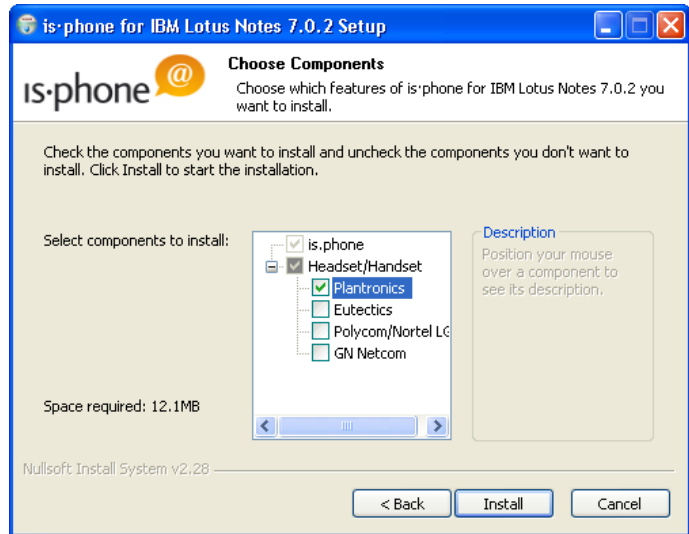 is·phone for IBM Lotus Notes 7.0.2 Setup
is·phone @
Choose Components
Choose which features of is·phone for IBM Lotus Notes 7.0.2 you
want to install.
Check the components you want to install and uncheck the components you don't want to
install. Click Install to start the installation.
Select components to install:
is.phone
Headset/Handset
Plantronics
Eutectics
Polycom/Nortel LG
GN Netcom
Description
Position your mouse
over a component to
see its description.
Space required: 12.1MB
Nullsoft Install System v2.28
< Back
Install
Cancel